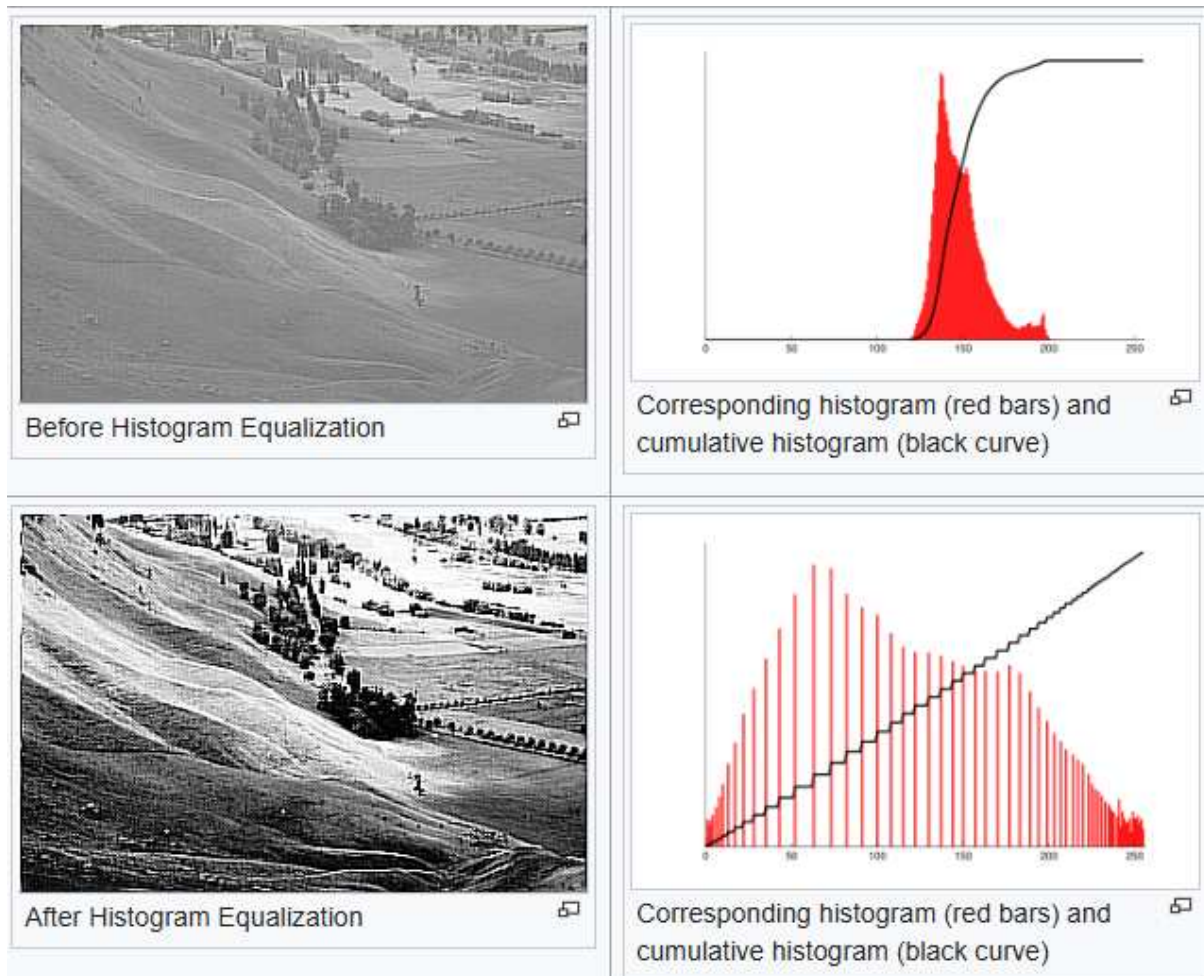 Before Histogram Equalization
0 50 100 150 200 250
Corresponding histogram (red bars) and
cumulative histogram (black curve)
After Histogram Equalization
0 50 100 150 200 250
Corresponding histogram (red bars) and
cumulative histogram (black curve)